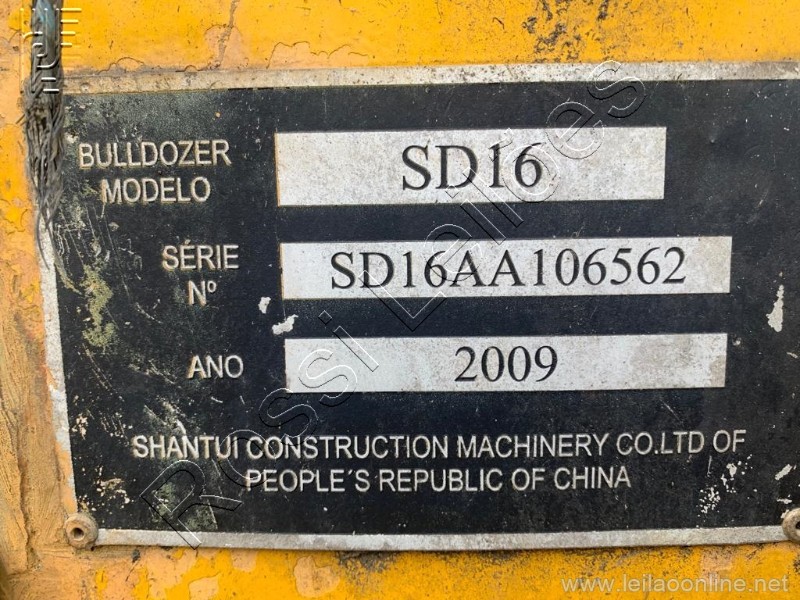 BULLDOZER
MODELO
SD16
SÉRIE
Nº
SD16AA106562
ANO
2009
SHANTUI CONSTRUCTION MACHINERY CO.LTD OF
PEOPLE´S REPUBLIC OF CHINA
Rossi Leilões
www.leilaoonline.net